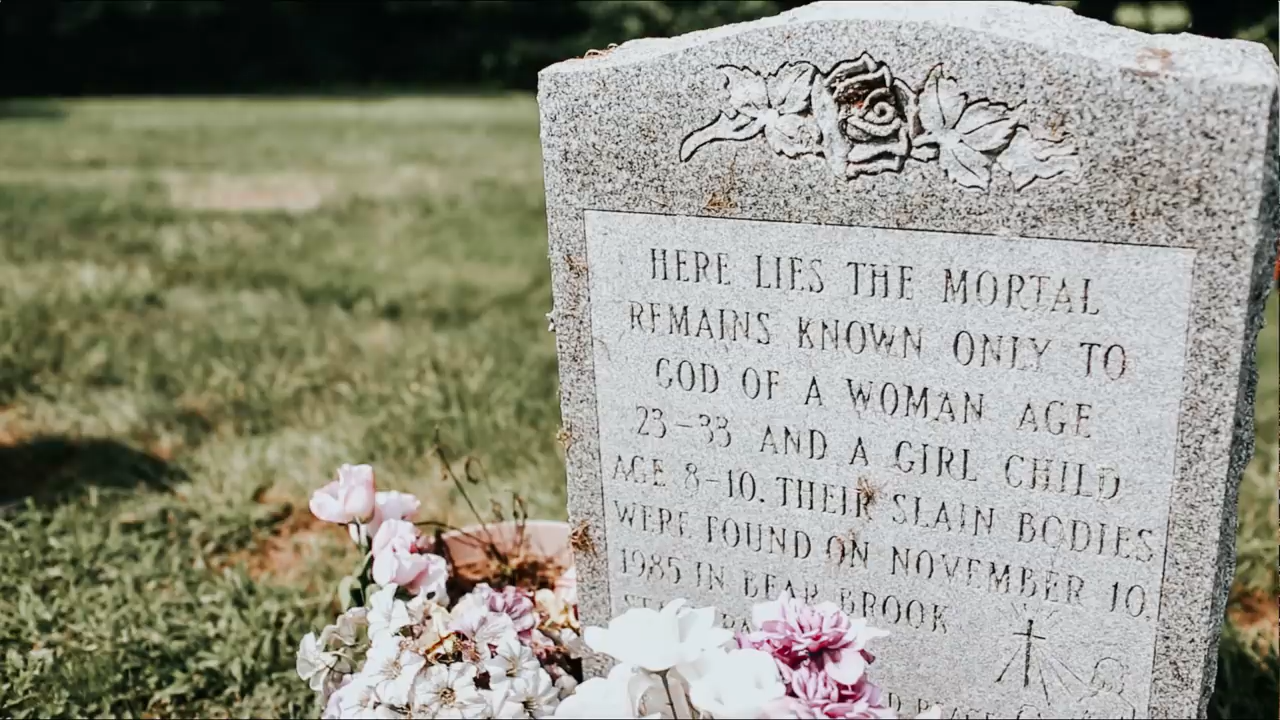 HERE LIES THE MORTAL
REMAINS KNOWN ONLY TO
GOD OF A WOMAN AGE
23-33 AND A GIRL CHILD
AGE 8-10. THEIR SLAIN BODIES
WERE FOUND ON NOVEMBER 10.
1985 IN BEAR BROOK